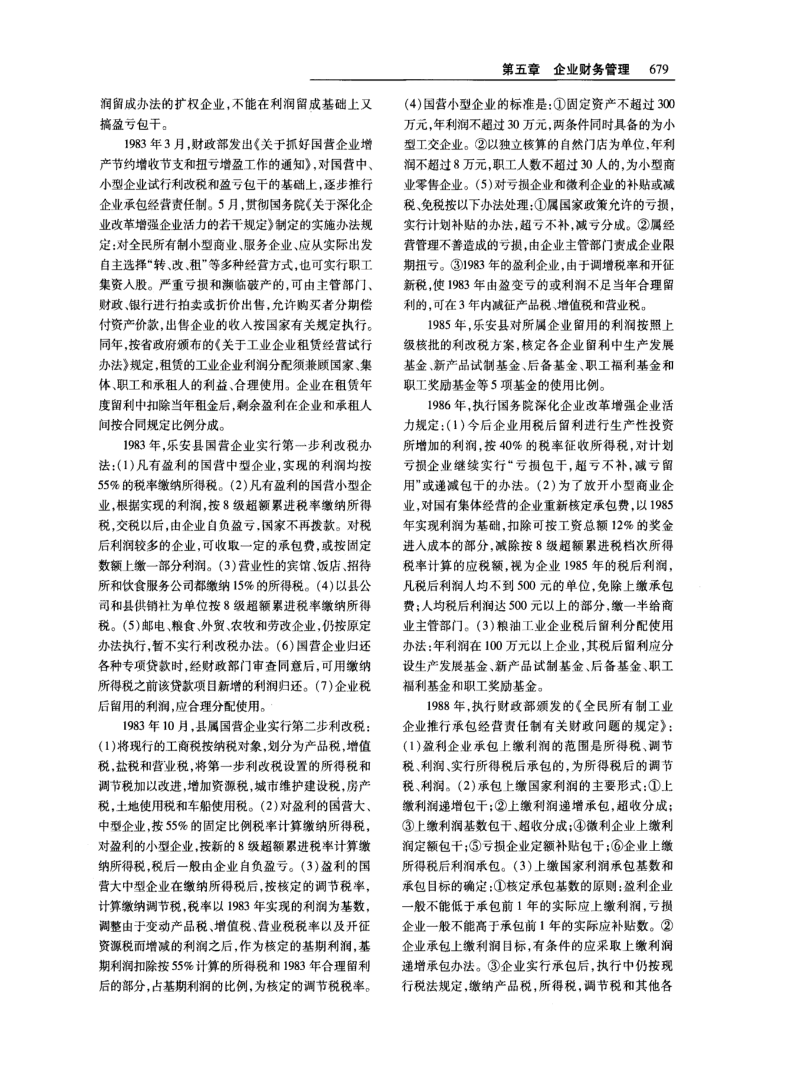 第五章 企业财务管理 679
润留成办法的扩权企业,不能在利润留成基础上又
搞盈亏包干。
1983年3月,财政部发出《关于抓好国营企业增
产节约增收节支和扭亏增盈工作的通知》,对国营中、
小型企业试行利改税和盈亏包干的基础上,逐步推行
企业承包经营责任制。5月,贯彻国务院《关于深化企
业改革增强企业活力的若干规定》制定的实施办法规
定:对全民所有制小型商业、服务企业、应从实际出发
自主选择“转、改、租”等多种经营方式,也可实行职工
集资入股。严重亏损和濒临破产的,可由主管部门、
财政、银行进行拍卖或折价出售,允许购买者分期偿
付资产价款,出售企业的收入按国家有关规定执行。
同年,按省政府颁布的《关于工业企业租赁经营试行
办法》规定,租赁的工业企业利润分配须兼顾国家、集
体、职工和承租人的利益、合理使用。企业在租赁年
度留利中扣除当年租金后,剩余盈利在企业和承租人
间按合同规定比例分成。
1983年,乐安县国营企业实行第一步利改税办
法:(1)凡有盈利的国营中型企业,实现的利润均按
55%的税率缴纳所得税。(2)凡有盈利的国营小型企
业,根据实现的利润,按8级超额累进税率缴纳所得
税,交税以后,由企业自负盈亏,国家不再拨款。对税
后利润较多的企业,可收取一定的承包费,或按固定
数额上缴一部分利润。(3)营业性的宾馆、饭店、招待
所和饮食服务公司都缴纳15%的所得税。(4)以县公
司和县供销社为单位按8级超额累进税率缴纳所得
税。(5)邮电、粮食、外贸、农牧和劳改企业,仍按原定
办法执行,暂不实行利改税办法。(6)国营企业归还
各种专项贷款时,经财政部门审查同意后,可用缴纳
所得税之前该贷款项目新增的利润归还。(7)企业税
后留用的利润,应合理分配使用。
1983年10月,县属国营企业实行第二步利改税:
(1)将现行的工商税按纳税对象,划分为产品税,增值
税,盐税和营业税,将第一步利改税设置的所得税和
调节税加以改进,增加资源税,城市维护建设税,房产
税,土地使用税和车船使用税。(2)对盈利的国营大、
中型企业,按55%的固定比例税率计算缴纳所得税,
对盈利的小型企业,按新的8级超额累进税率计算缴
纳所得税,税后一般由企业自负盈亏。(3)盈利的国
营大中型企业在缴纳所得税后,按核定的调节税率,
计算缴纳调节税,税率以1983年实现的利润为基数,
调整由于变动产品税、增值税、营业税税率以及开征
资源税而增减的利润之后,作为核定的基期利润,基
期利润扣除按55%计算的所得税和1983年合理留利
后的部分,占基期利润的比例,为核定的调节税税率。
(4)国营小型企业的标准是:①固定资产不超过300
万元,年利润不超过30万元,两条件同时具备的为小
型工交企业。②以独立核算的自然门店为单位,年利
润不超过8万元,职工人数不超过30人的,为小型商
业零售企业。(5)对亏损企业和微利企业的补贴或减
税、免税按以下办法处理:①属国家政策允许的亏损,
实行计划补贴的办法,超亏不补,减亏分成。②属经
营管理不善造成的亏损,由企业主管部门责成企业限
期扭亏。③1983年的盈利企业,由于调增税率和开征
新税,使1983年由盈变亏的或利润不足当年合理留
利的,可在3年内减征产品税、增值税和营业税。
1985年,乐安县对所属企业留用的利润按照上
级核批的利改税方案,核定各企业留利中生产发展
基金、新产品试制基金、后备基金、职工福利基金和
职工奖励基金等5项基金的使用比例。
1986年,执行国务院深化企业改革增强企业活
力规定:(1)今后企业用税后留利进行生产性投资
所增加的利润,按40%的税率征收所得税,对计划
亏损企业继续实行“亏损包干,超亏不补,减亏留
用”或递减包干的办法。(2)为了放开小型商业企
业,对国有集体经营的企业重新核定承包费,以1985
年实现利润为基础,扣除可按工资总额12%的奖金
进入成本的部分,减除按8级超额累进税档次所得
税率计算的应税额,视为企业1985年的税后利润,
凡税后利润人均不到500元的单位,免除上缴承包
费;人均税后利润达500元以上的部分,缴一半给商
业主管部门。(3)粮油工业企业税后留利分配使用
办法:年利润在100万元以上企业,其税后留利应分
设生产发展基金、新产品试制基金、后备基金、职工
福利基金和职工奖励基金。
1988年,执行财政部颁发的《全民所有制工业
企业推行承包经营责任制有关财政问题的规定》:
(1)盈利企业承包上缴利润的范围是所得税、调节
税、利润、实行所得税后承包的,为所得税后的调节
税、利润。(2)承包上缴国家利润的主要形式:①上
缴利润递增包干;②上缴利润递增承包,超收分成;
③上缴利润基数包干、超收分成;④微利企业上缴利
润定额包干;⑤亏损企业定额补贴包干;⑥企业上缴
所得税后利润承包。(3)上缴国家利润承包基数和
承包目标的确定:①核定承包基数的原则:盈利企业
一般不能低于承包前1年的实际应上缴利润,亏损
企业一般不能高于承包前1年的实际应补贴数。②
企业承包上缴利润目标,有条件的应采取上缴利润
递增承包办法。③企业实行承包后,执行中仍按现
行税法规定,缴纳产品税,所得税,调节税和其他各